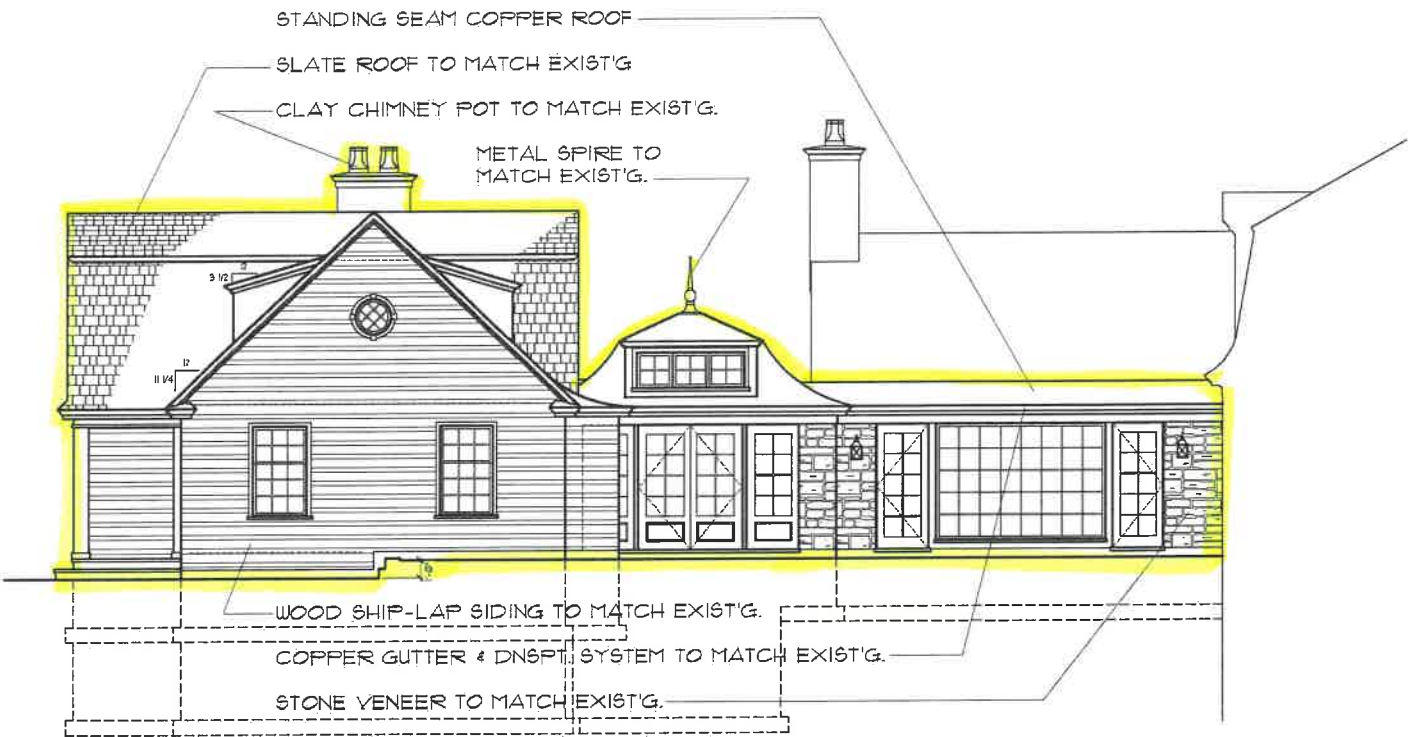 STANDING SEAM COPPER ROOF
SLATE ROOF TO MATCH EXIST'G
CLAY CHIMNEY POT TO MATCH EXIST'G.
METAL SPIRE TO
MATCH EXIST'G.
12
3 1/2
12
11 1/4
WOOD SHIP-LAP SIDING TO MATCH EXIST'G.
COPPER GUTTER & DNSPT. SYSTEM TO MATCH EXIST'G.
STONE VENEER TO MATCH EXIST'G.